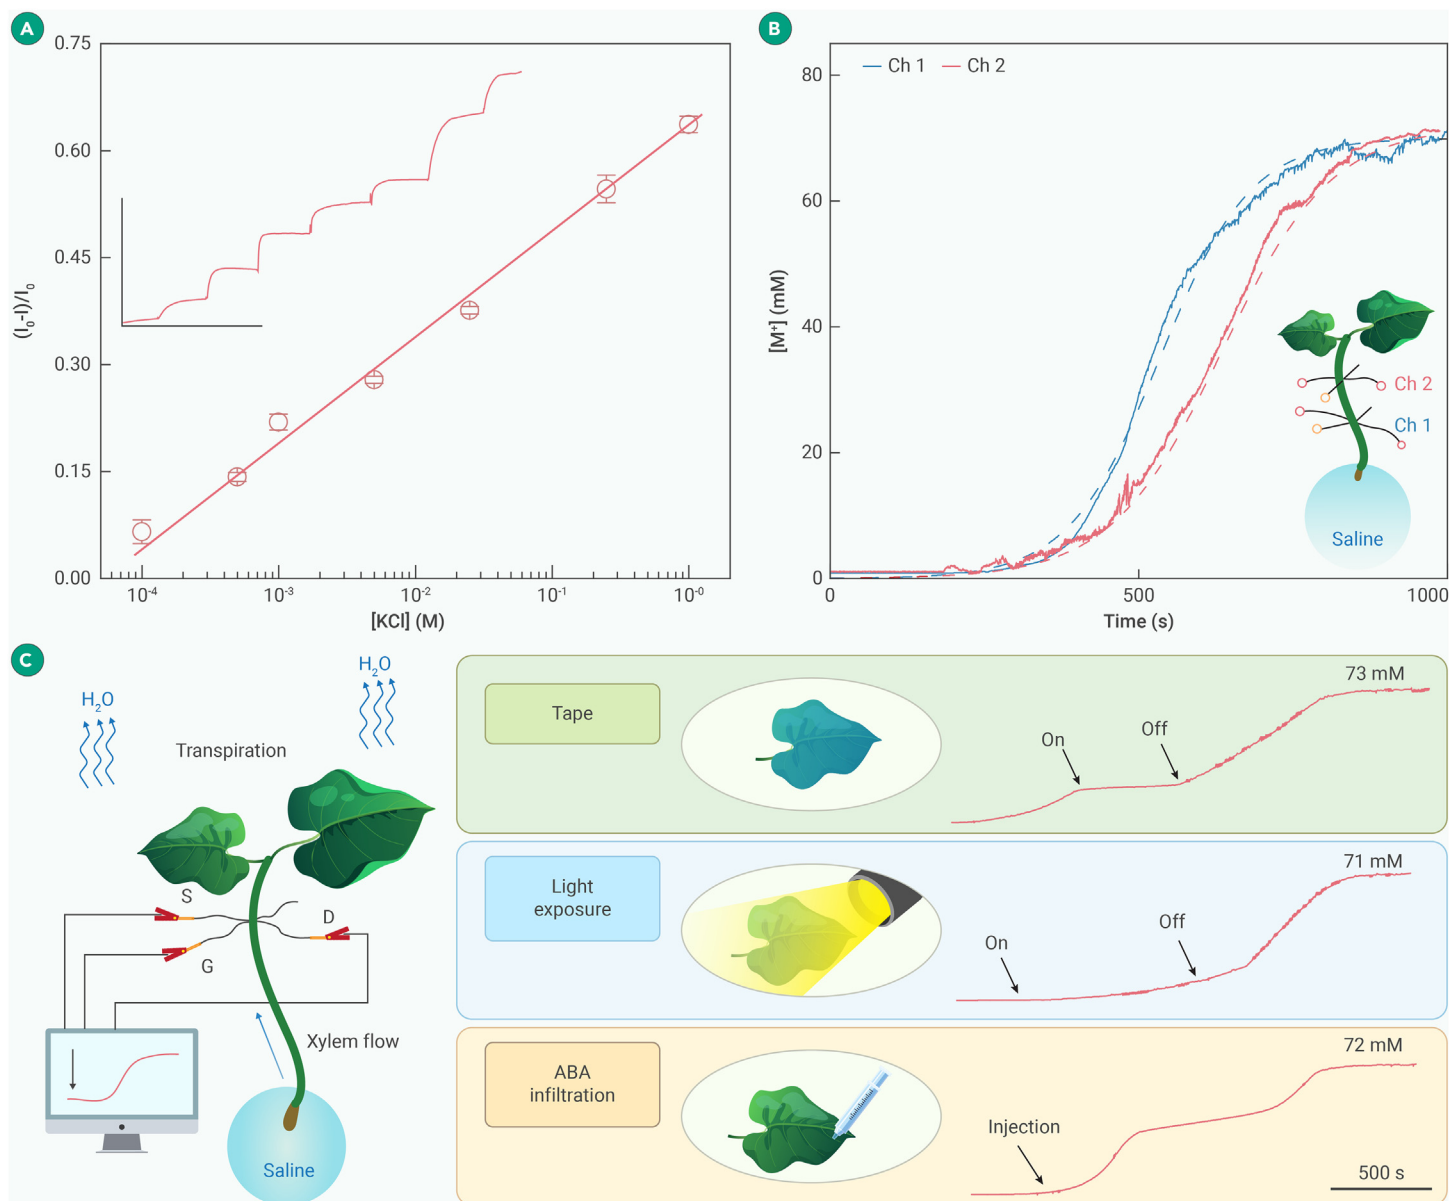 A
0.75
0.60
0.45
0.30
0.15
0.00
(I₀-I)/I₀
10⁻⁴
10⁻³
10⁻²
10⁻¹
10⁻⁰
[KCl] (M)
B
Ch 1
Ch 2
80
60
40
20
0
[M⁺] (mM)
0
500
1000
Time (s)
Ch 2
Ch 1
Saline
C
H₂O
H₂O
Transpiration
S
D
G
Xylem flow
Saline
Tape
On
Off
73 mM
Light
exposure
On
Off
71 mM
ABA
infiltration
Injection
72 mM
500 s